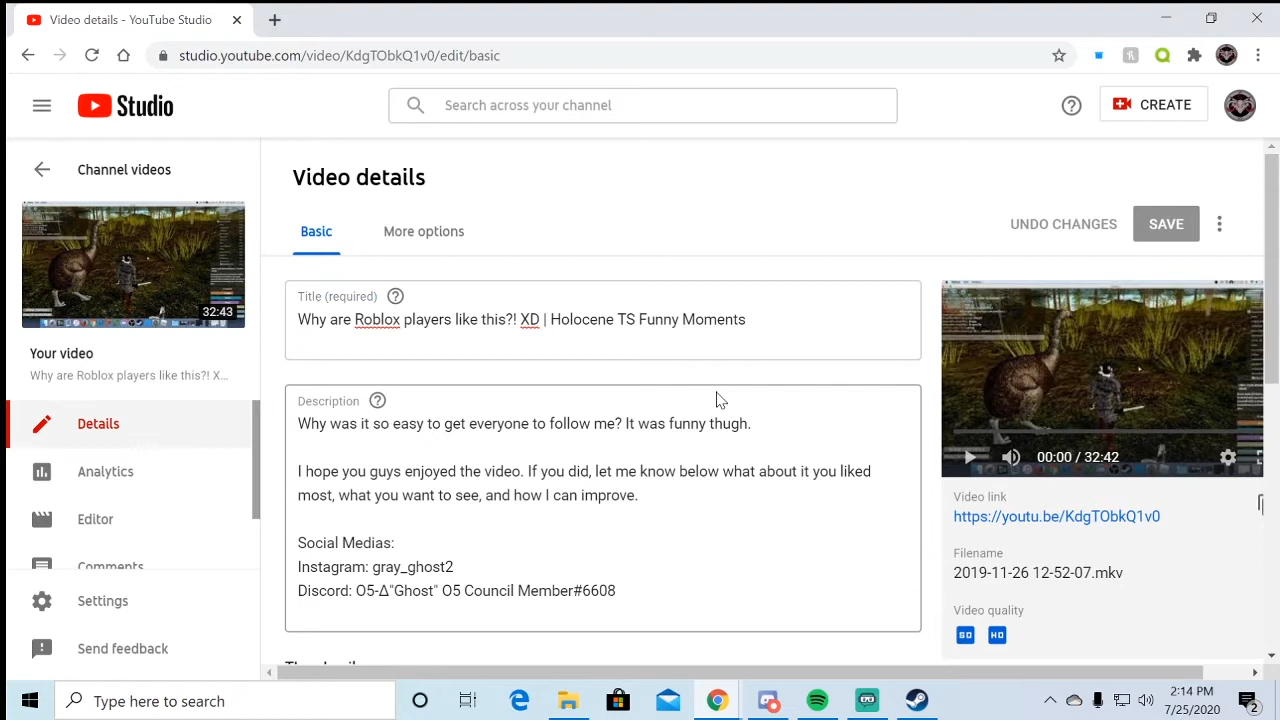 Video details - YouTube Studio
studio.youtube.com/video/KdgTObkQ1v0/edit/basic
Studio
Search across your channel
CREATE
Channel videos
32:43
Your video
Why are Roblox players like this?! X...
Details
Analytics
Editor
Comments
Settings
Send feedback
Video details
Basic
More options
UNDO CHANGES
SAVE
Title (required)
Why are Roblox players like this?! XD | Holocene TS Funny Moments
Description
Why was it so easy to get everyone to follow me? It was funny thugh.
I hope you guys enjoyed the video. If you did, let me know below what about it you liked
most, what you want to see, and how I can improve.
Social Medias:
Instagram: gray_ghost2
Discord: O5-Δ"Ghost" O5 Council Member#6608
00:00 / 32:42
Video link
https://youtu.be/KdgTObkQ1v0
Filename
2019-11-26 12-52-07.mkv
Video quality
SD HD
Type here to search
2:14 PM
7/25/2020
2